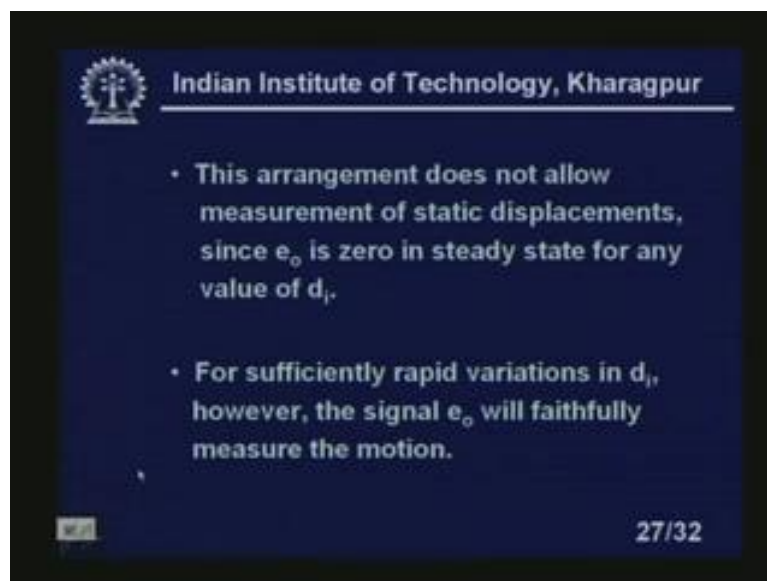 Indian Institute of Technology, Kharagpur
• This arrangement does not allow
measurement of static displacements,
since eₒ is zero in steady state for any
value of dᵢ.
• For sufficiently rapid variations in dᵢ,
however, the signal eₒ will faithfully
measure the motion.
27/32